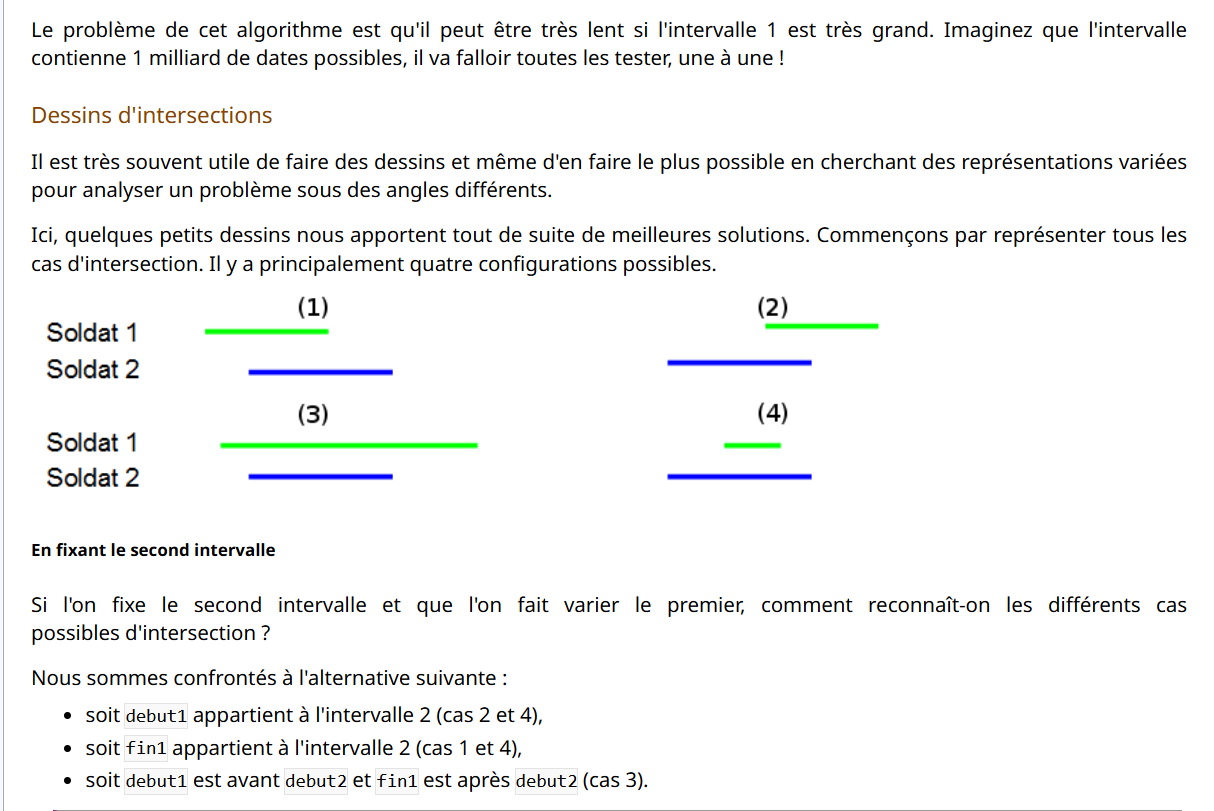 Le problème de cet algorithme est qu'il peut être très lent si l'intervalle 1 est très grand. Imaginez que l'intervalle
contienne 1 milliard de dates possibles, il va falloir toutes les tester, une à une !
Dessins d'intersections
Il est très souvent utile de faire des dessins et même d'en faire le plus possible en cherchant des représentations variées
pour analyser un problème sous des angles différents.
Ici, quelques petits dessins nous apportent tout de suite de meilleures solutions. Commençons par représenter tous les
cas d'intersection. Il y a principalement quatre configurations possibles.
(1) (2)
Soldat 1
Soldat 2
(3) (4)
Soldat 1
Soldat 2
En fixant le second intervalle
Si l'on fixe le second intervalle et que l'on fait varier le premier, comment reconnaît-on les différents cas
possibles d'intersection ?
Nous sommes confrontés à l'alternative suivante :
• soit debut1 appartient à l'intervalle 2 (cas 2 et 4),
• soit fin1 appartient à l'intervalle 2 (cas 1 et 4),
• soit debut1 est avant debut2 et fin1 est après debut2 (cas 3).